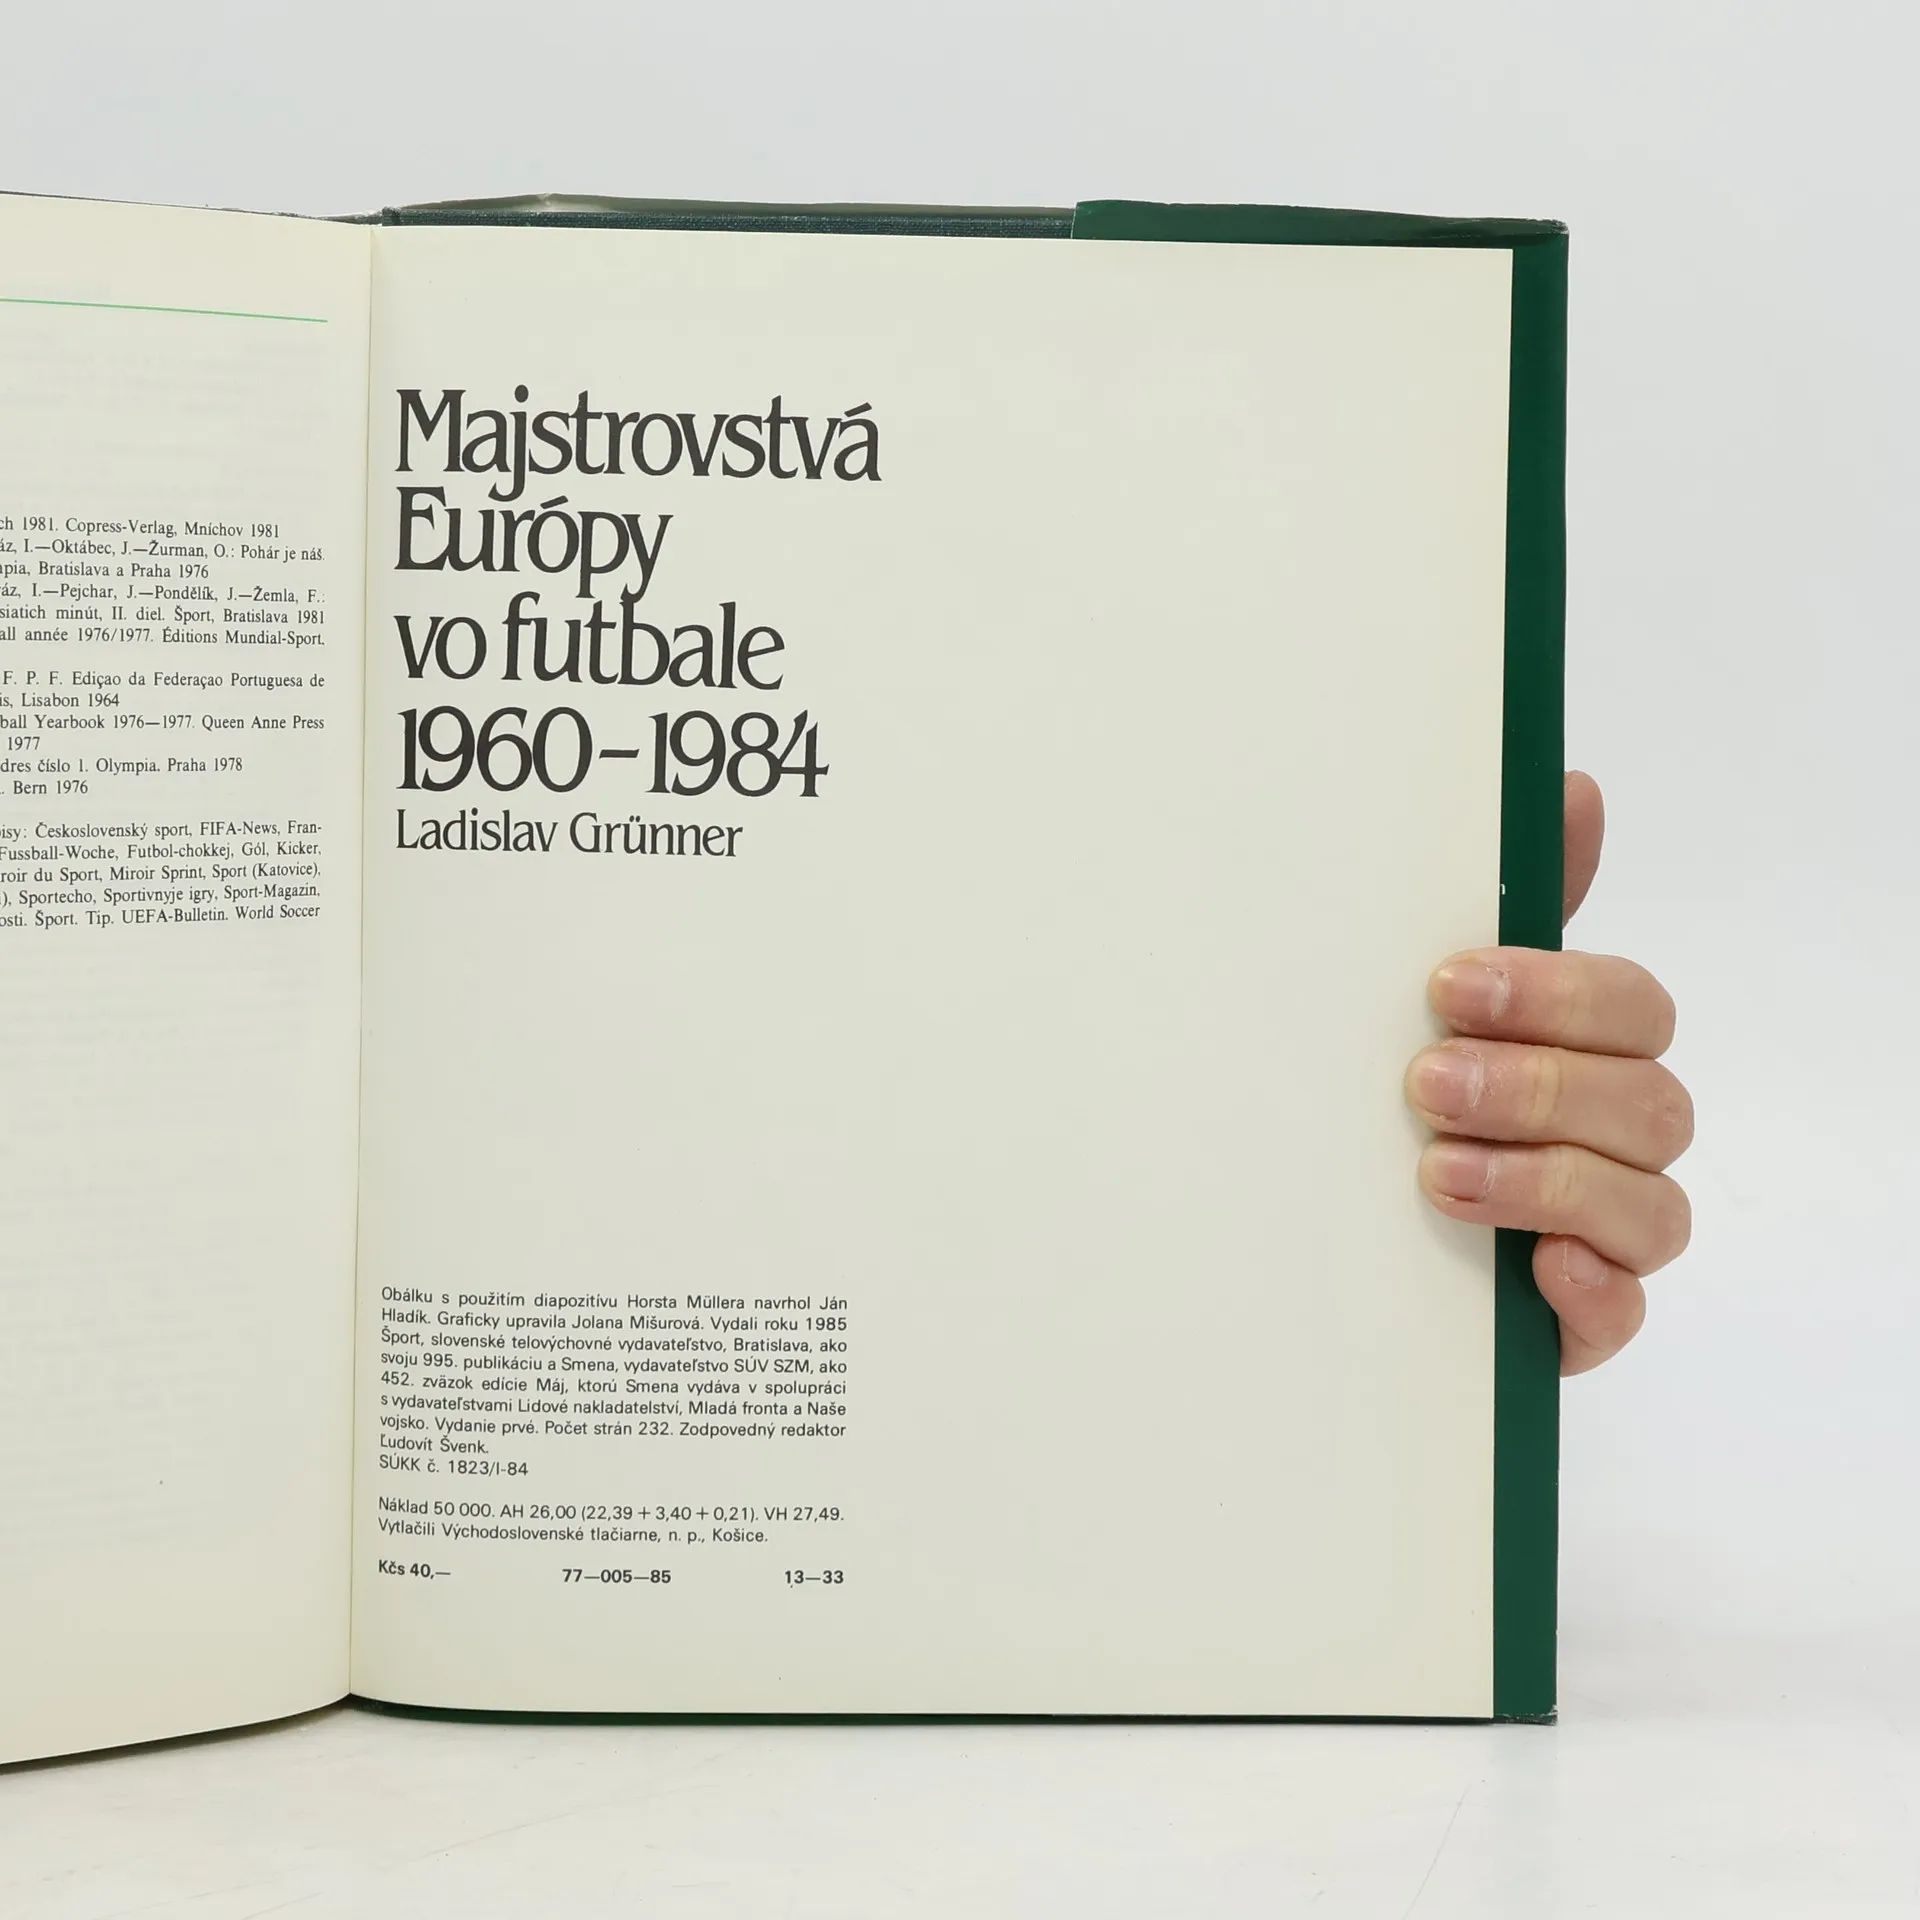 ch 1981. Copress-Verlag, Mníchov 1981
áz, I.—Oktábec, J.—Žurman, O.: Pohár je náš.
npia, Bratislava a Praha 1976
áz, I.—Pejchar, J.—Pondělík, J.—Žemla, F.:
siatich minút, II. diel. Šport, Bratislava 1981
all année 1976/1977. Éditions Mundial-Sport,
F. P. F. Ediçao da Federaçao Portuguesa de
is, Lisabon 1964
ball Yearbook 1976—1977. Queen Anne Press
1977
dres číslo 1. Olympia. Praha 1978
. Bern 1976
isy: Československý sport, FIFA-News, Fran-
Fussball-Woche, Futbol-chokkej, Gól, Kicker,
roir du Sport, Miroir Sprint, Sport (Katovice),
), Sportecho, Sportivnyje igry, Sport-Magazin,
osti. Šport. Tip. UEFA-Bulletin. World Soccer
Majstrovstvá
Európy
vo futbale
1960–1984
Ladislav Grünner
Obálku s použitím diapozitívu Horsta Müllera navrhol Ján
Hladík. Graficky upravila Jolana Mišurová. Vydali roku 1985
Šport, slovenské telovýchovné vydavateľstvo, Bratislava, ako
svoju 995. publikáciu a Smena, vydavateľstvo SÚV SZM, ako
452. zväzok edície Máj, ktorú Smena vydáva v spolupráci
s vydavateľstvami Lidové nakladatelství, Mladá fronta a Naše
vojsko. Vydanie prvé. Počet strán 232. Zodpovedný redaktor
Ľudovít Švenk.
SÚKK č. 1823/I-84
Náklad 50 000. AH 26,00 (22,39 + 3,40 + 0,21). VH 27,49.
Vytlačili Východoslovenské tlačiarne, n. p., Košice.
Kčs 40,— 77—005—85 13—33